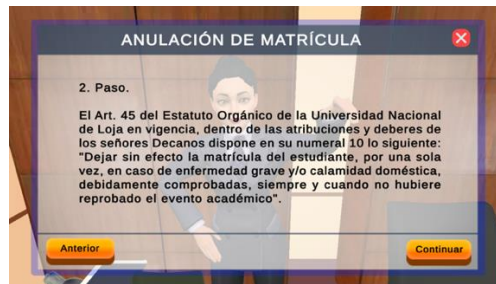 ANULACIÓN DE MATRÍCULA
2. Paso.
El Art. 45 del Estatuto Orgánico de la Universidad Nacional
de Loja en vigencia, dentro de las atribuciones y deberes de
los señores Decanos dispone en su numeral 10 lo siguiente:
"Dejar sin efecto la matrícula del estudiante, por una sola
vez, en caso de enfermedad grave y/o calamidad doméstica,
debidamente comprobadas, siempre y cuando no hubiere
reprobado el evento académico".
Anterior
Continuar